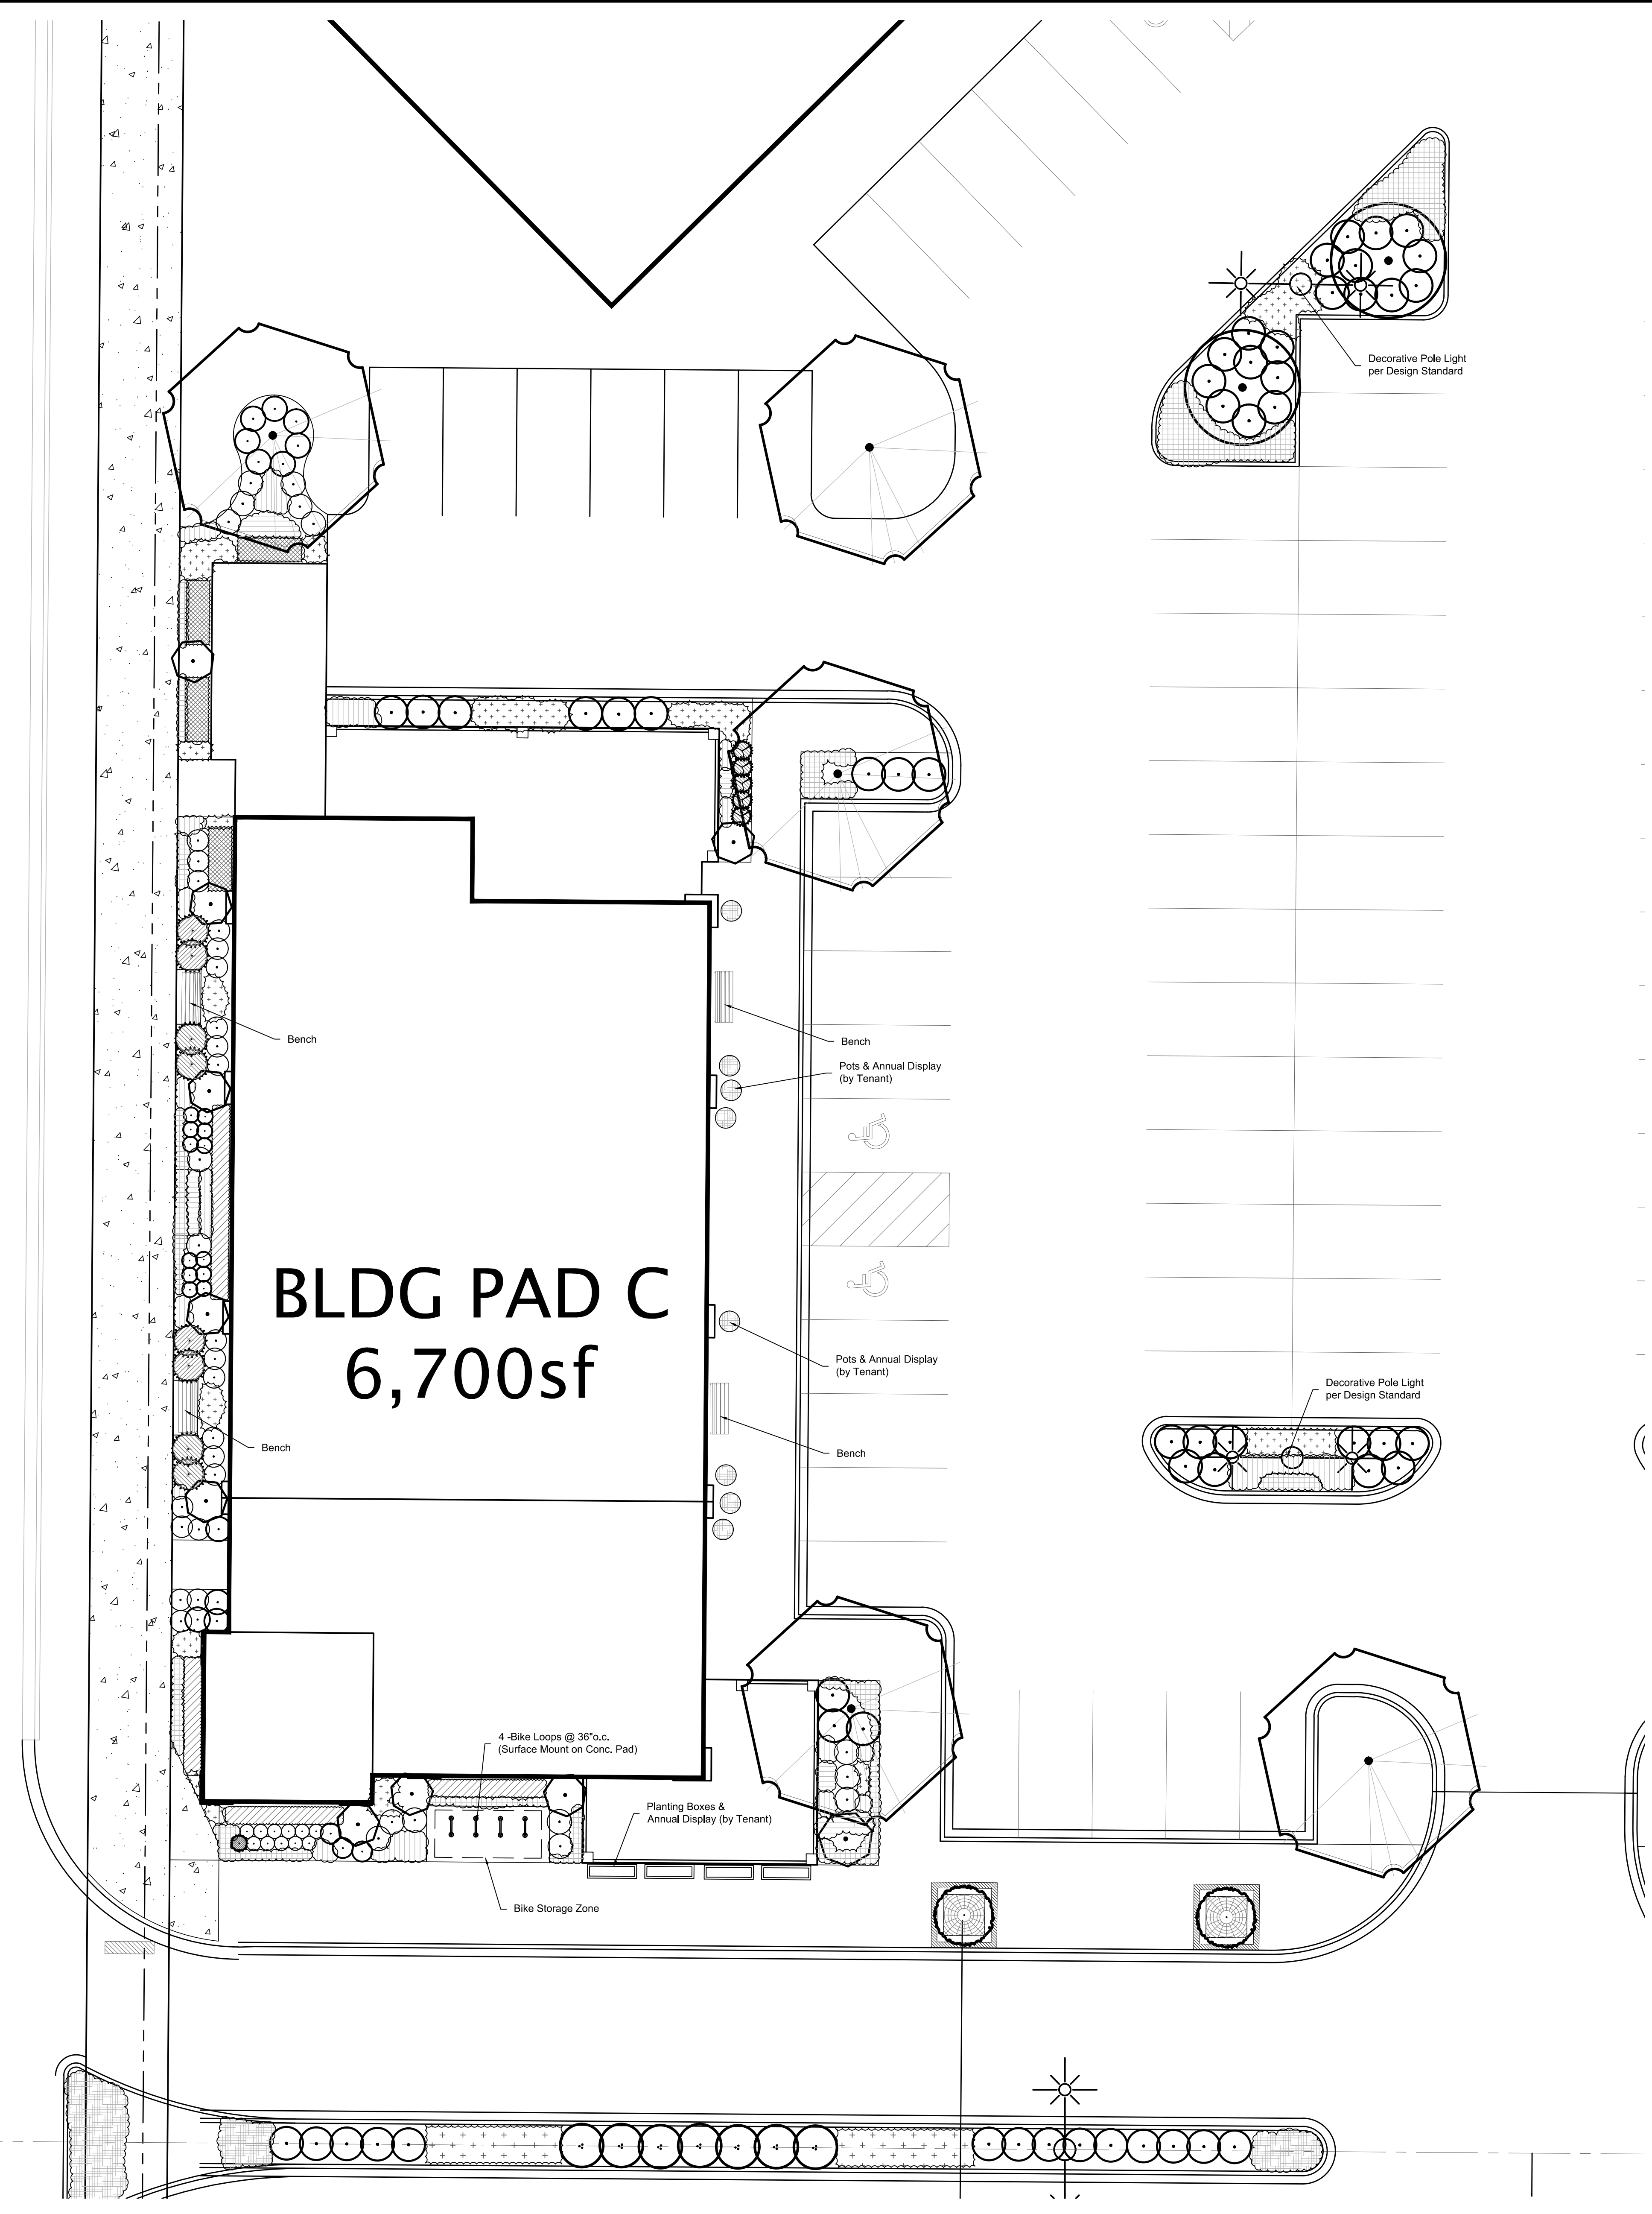 Decorative Pole Light
per Design Standard
Bench
Bench
Pots & Annual Display
(by Tenant)
BLDG PAD C
6,700sf
Pots & Annual Display
(by Tenant)
Decorative Pole Light
per Design Standard
Bench
Bench
4 -Bike Loops @ 36"o.c.
(Surface Mount on Conc. Pad)
Planting Boxes &
Annual Display (by Tenant)
Bike Storage Zone